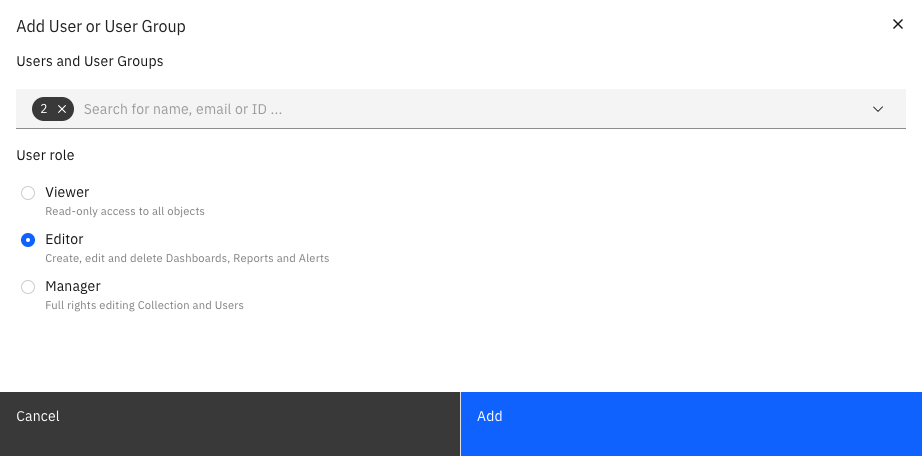 Add User or User Group
Users and User Groups
2 Search for name, email or ID ...
User role
Viewer
Read-only access to all objects
Editor
Create, edit and delete Dashboards, Reports and Alerts
Manager
Full rights editing Collection and Users
Cancel Add